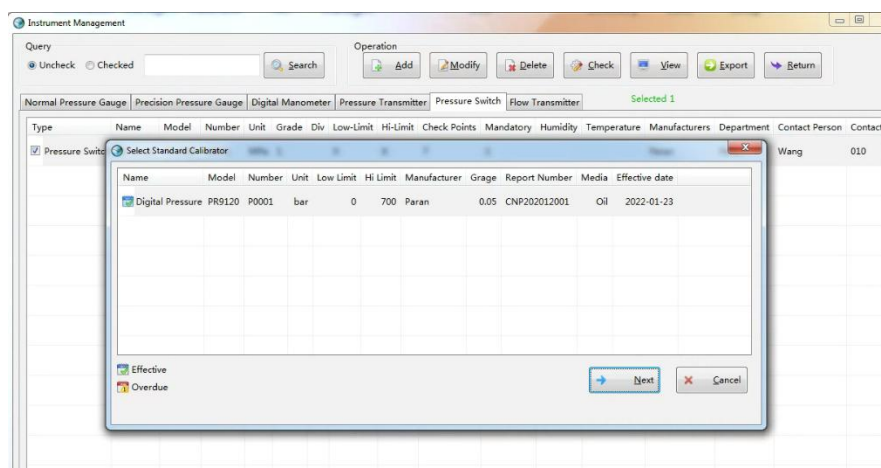 Instrument Management
Query
Operation
Uncheck Checked Search Add Modify Delete Check View Export Return
Normal Pressure Gauge Precision Pressure Gauge Digital Manometer Pressure Transmitter Pressure Switch Flow Transmitter Selected 1
Type Name Model Number Unit Grade Div Low-Limit Hi-Limit Check Points Mandatory Humidity Temperature Manufacturers Department Contact Person Contact
Pressure Switc Wang 010
Select Standard Calibrator
Name Model Number Unit Low Limit Hi Limit Manufacturer Grage Report Number Media Effective date
Digital Pressure PR9120 P0001 bar 0 700 Paran 0.05 CNP202012001 Oil 2022-01-23
Effective
Overdue
Next Cancel